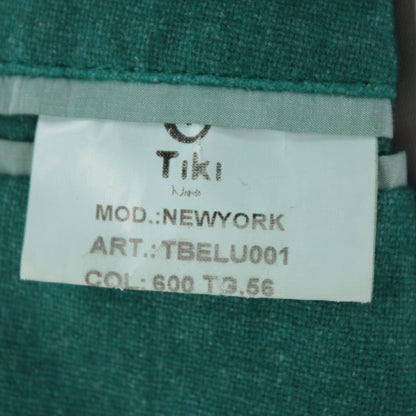 Tiki
MOD.:NEWYORK
ART.:TBELU001
COL: 600 TG.56